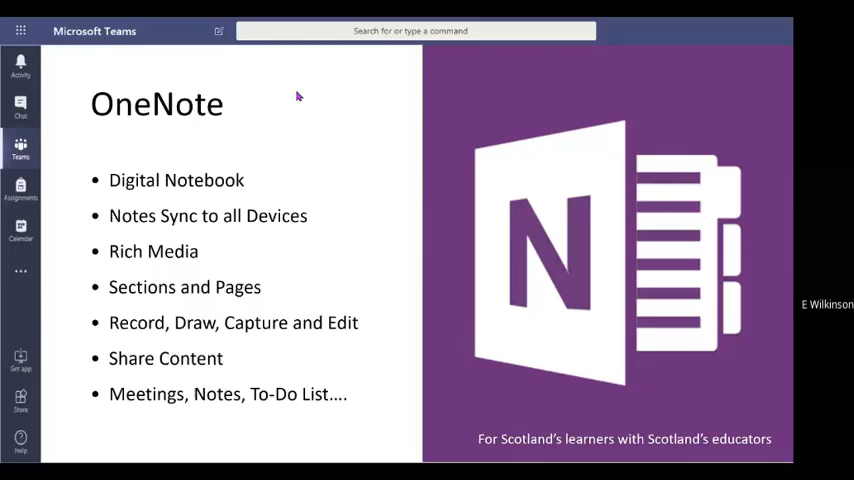 Microsoft Teams
Search for or type a command
Activity
Chat
Teams
Assignments
Calendar
Get app
Store
Help
OneNote
• Digital Notebook
• Notes Sync to all Devices
• Rich Media
• Sections and Pages
• Record, Draw, Capture and Edit
• Share Content
• Meetings, Notes, To-Do List....
N
For Scotland's learners with Scotland's educators
E Wilkinson